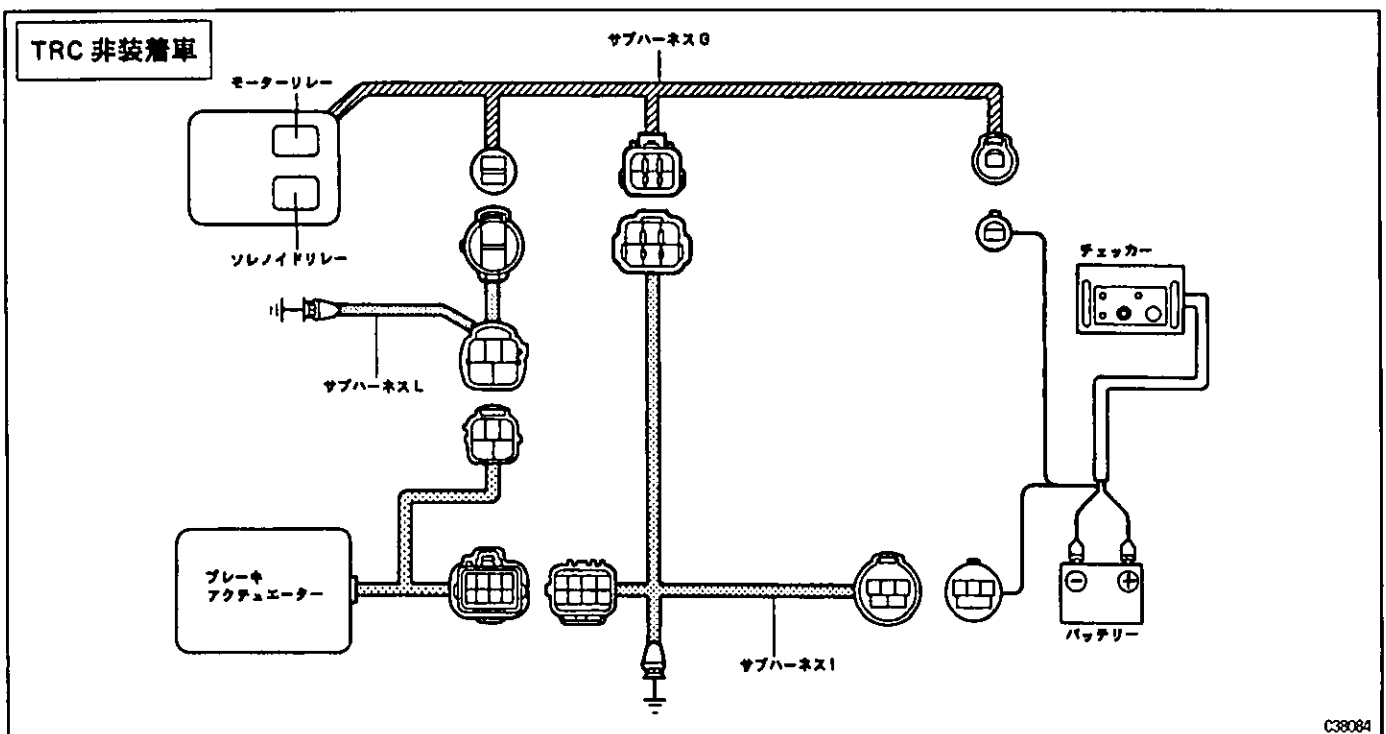 TRC 非装着車
サブハーネスG
モーターリレー
ソレノイドリレー
チェッカー
サブハーネスL
ブレーキ
アクチュエーター
サブハーネスI
⊖ ⊕
バッテリー
C38084